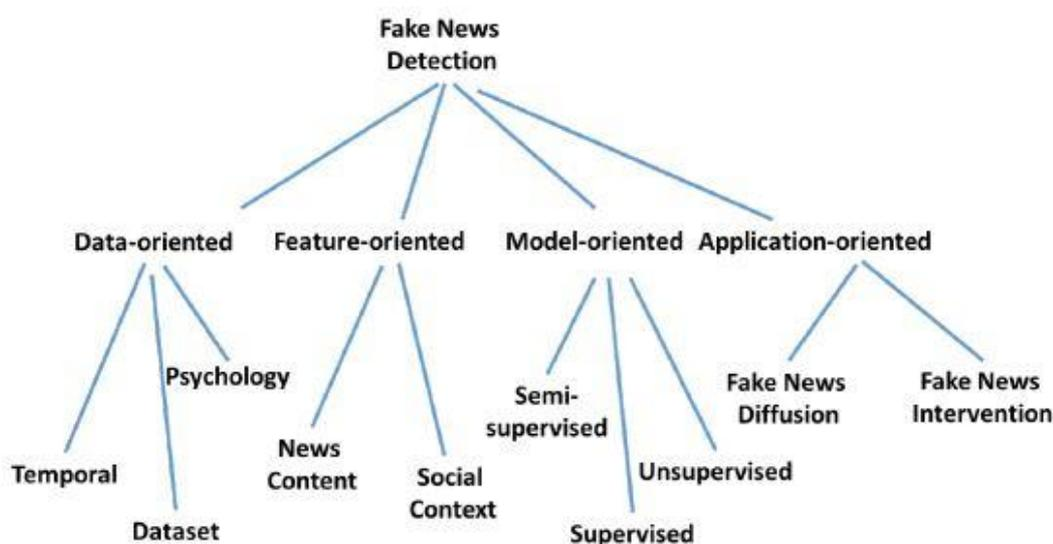 Fake News
Detection
Data-oriented
Feature-oriented
Model-oriented
Application-oriented
Psychology
Temporal
Dataset
News
Content
Social
Context
Semi-
supervised
Unsupervised
Supervised
Fake News
Diffusion
Fake News
Intervention